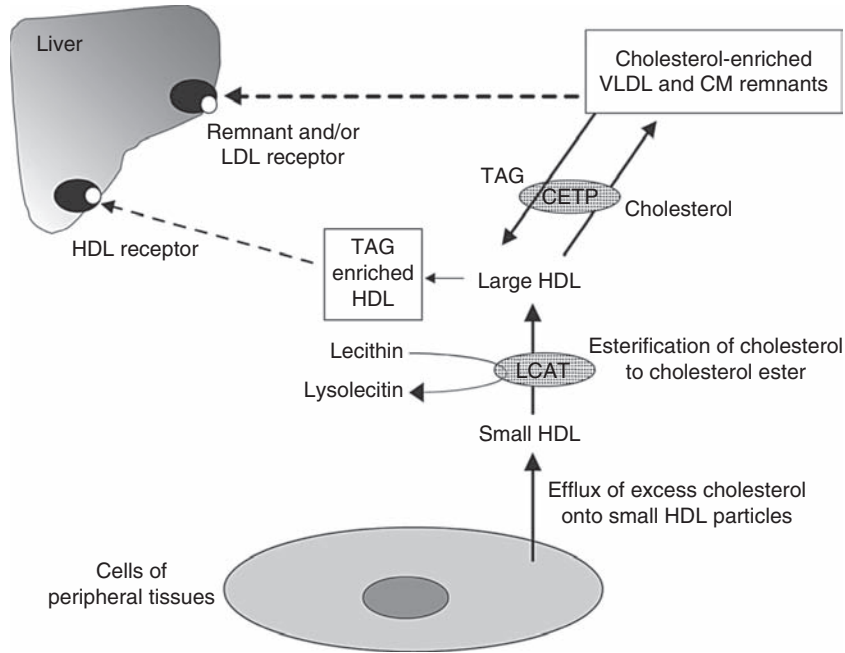 Liver
Cholesterol-enriched
VLDL and CM remnants
Remnant and/or
LDL receptor
TAG
CETP
Cholesterol
HDL receptor
TAG
enriched
HDL
Large HDL
Lecithin
Lysolecitin
LCAT
Esterification of cholesterol
to cholesterol ester
Small HDL
Efflux of excess cholesterol
onto small HDL particles
Cells of
peripheral tissues